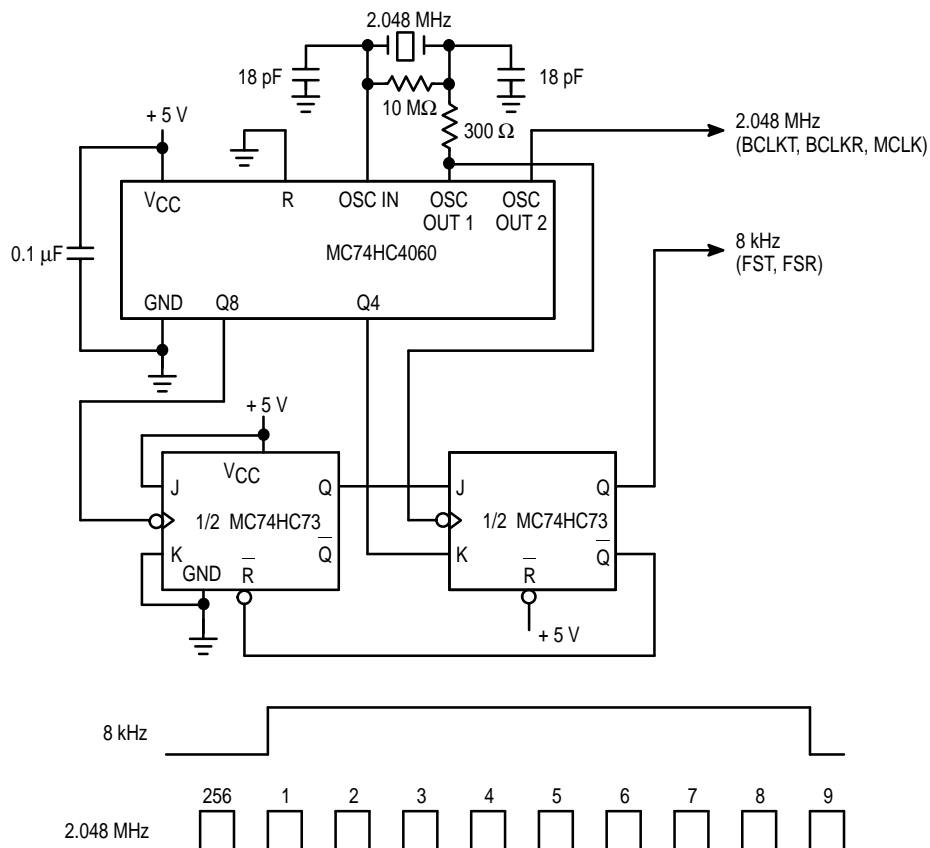 2.048 MHz
18 pF
18 pF
10 MΩ
300 Ω
+ 5 V
2.048 MHz
(BCLKT, BCLKR, MCLK)
VCC
R
OSC IN
OSC
OUT 1
OSC
OUT 2
MC74HC4060
8 kHz
(FST, FSR)
0.1 µF
GND
Q8
Q4
+ 5 V
VCC
J
Q
J
Q
1/2 MC74HC73
1/2 MC74HC73
K
Q
K
Q
GND
R
R
+ 5 V
8 kHz
256
1
2
3
4
5
6
7
8
9
2.048 MHz